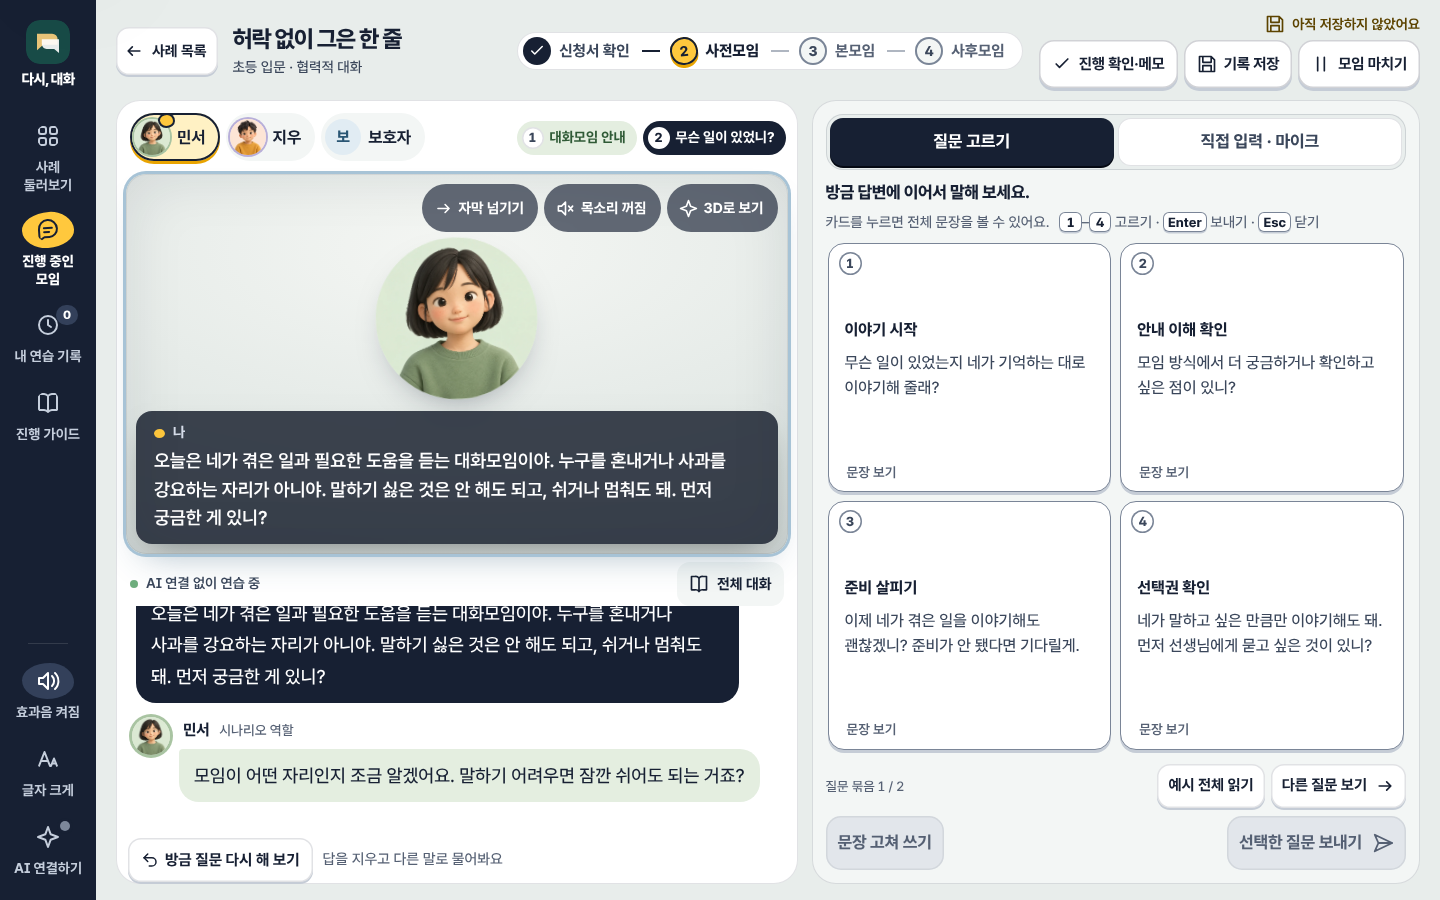 다시, 대화
사례
둘러보기
진행 중인
모임
0
내 연습 기록
진행 가이드
효과음 켜짐
글자 크게
AI 연결하기
사례 목록
허락 없이 그은 한 줄
초등 입문 · 협력적 대화
신청서 확인
2 사전모임
3 본모임
4 사후모임
아직 저장하지 않았어요
진행 확인·메모
기록 저장
모임 마치기
민서
지우
보 보호자
1 대화모임 안내
2 무슨 일이 있었니?
자막 넘기기
목소리 꺼짐
3D로 보기
나
오늘은 네가 겪은 일과 필요한 도움을 듣는 대화모임이야. 누구를 혼내거나 사과를
강요하는 자리가 아니야. 말하기 싫은 것은 안 해도 되고, 쉬거나 멈춰도 돼. 먼저
궁금한 게 있니?
AI 연결 없이 연습 중
전체 대화
오늘은 네가 겪은 일과 필요한 도움을 듣는 대화모임이야. 누구를 혼내거나
사과를 강요하는 자리가 아니야. 말하기 싫은 것은 안 해도 되고, 쉬거나 멈춰도
돼. 먼저 궁금한 게 있니?
민서 시나리오 역할
모임이 어떤 자리인지 조금 알겠어요. 말하기 어려우면 잠깐 쉬어도 되는 거죠?
방금 질문 다시 해 보기
답을 지우고 다른 말로 물어봐요
질문 고르기
직접 입력 · 마이크
방금 답변에 이어서 말해 보세요.
카드를 누르면 전체 문장을 볼 수 있어요. 1–4 고르기 · Enter 보내기 · Esc 닫기
1
이야기 시작
무슨 일이 있었는지 네가 기억하는 대로
이야기해 줄래?
문장 보기
2
안내 이해 확인
모임 방식에서 더 궁금하거나 확인하고
싶은 점이 있니?
문장 보기
3
준비 살피기
이제 네가 겪은 일을 이야기해도
괜찮겠니? 준비가 안 됐다면 기다릴게.
문장 보기
4
선택권 확인
네가 말하고 싶은 만큼만 이야기해도 돼.
먼저 선생님에게 묻고 싶은 것이 있니?
문장 보기
질문 묶음 1 / 2
예시 전체 읽기
다른 질문 보기
문장 고쳐 쓰기
선택한 질문 보내기